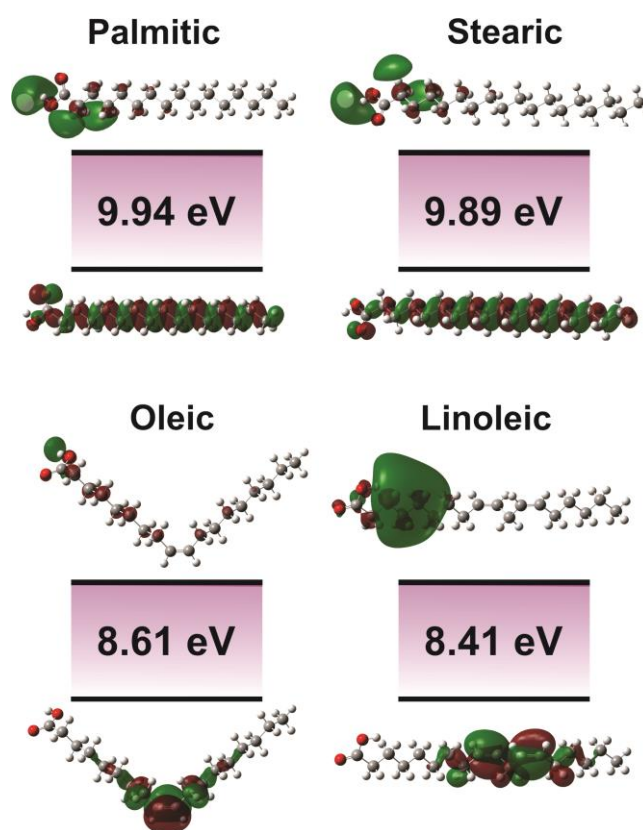 Palmitic
Stearic
9.94 eV
9.89 eV
Oleic
Linoleic
8.61 eV
8.41 eV